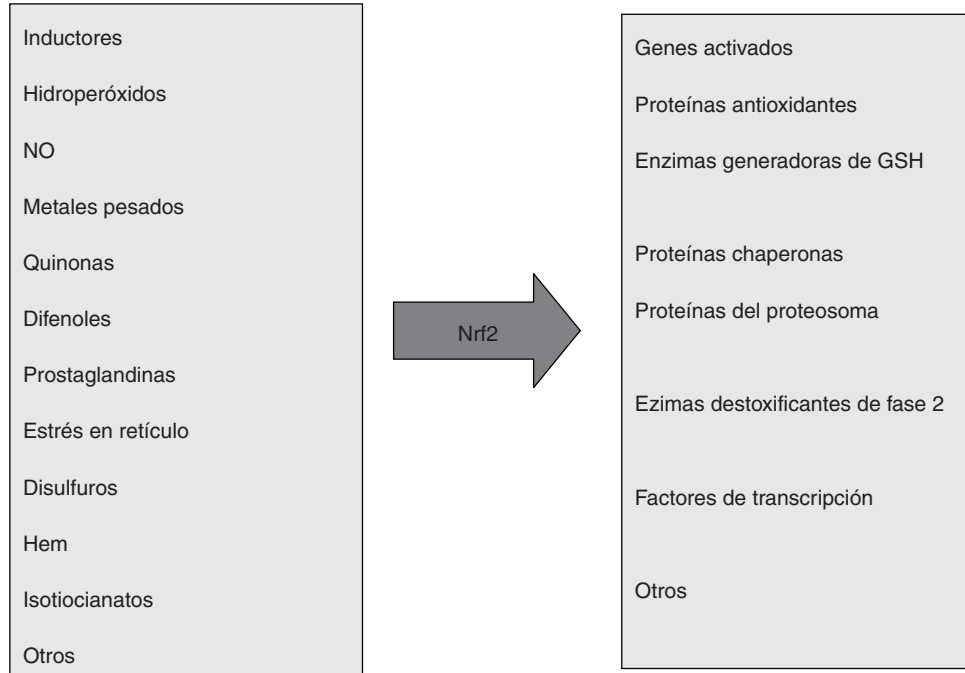 Inductores
Hidroperóxidos
NO
Metales pesados
Quinonas
Difenoles
Prostaglandinas
Estrés en retículo
Disulfuros
Hem
Isotiocianatos
Otros
Nrf2
Genes activados
Proteínas antioxidantes
Enzimas generadoras de GSH
Proteínas chaperonas
Proteínas del proteosoma
Ezimas destoxificantes de fase 2
Factores de transcripción
Otros